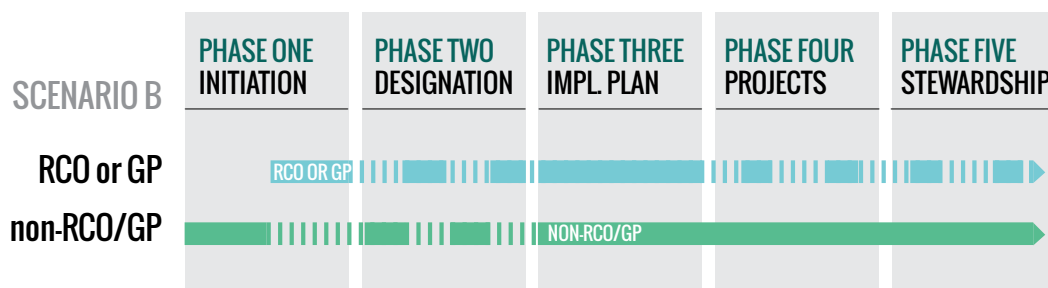 SCENARIO B
PHASE ONE
INITIATION
PHASE TWO
DESIGNATION
PHASE THREE
IMPL. PLAN
PHASE FOUR
PROJECTS
PHASE FIVE
STEWARDSHIP
RCO or GP
RCO OR GP
non-RCO/GP
NON-RCO/GP